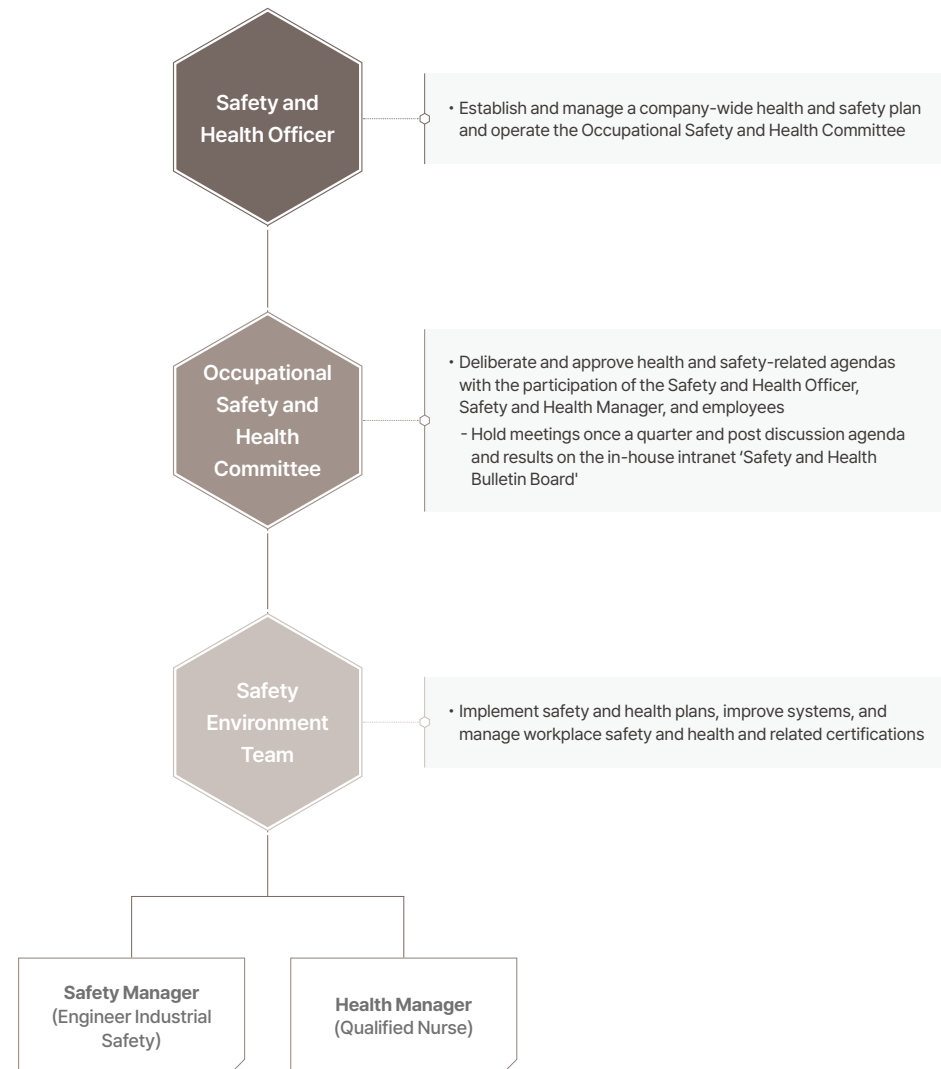 Safety and
Health Officer
• Establish and manage a company-wide health and safety plan
and operate the Occupational Safety and Health Committee
Occupational
Safety and
Health
Committee
• Deliberate and approve health and safety-related agendas
with the participation of the Safety and Health Officer,
Safety and Health Manager, and employees
- Hold meetings once a quarter and post discussion agenda
and results on the in-house intranet ‘Safety and Health
Bulletin Board'
Safety
Environment
Team
• Implement safety and health plans, improve systems, and
manage workplace safety and health and related certifications
Safety Manager
(Engineer Industrial
Safety)
Health Manager
(Qualified Nurse)